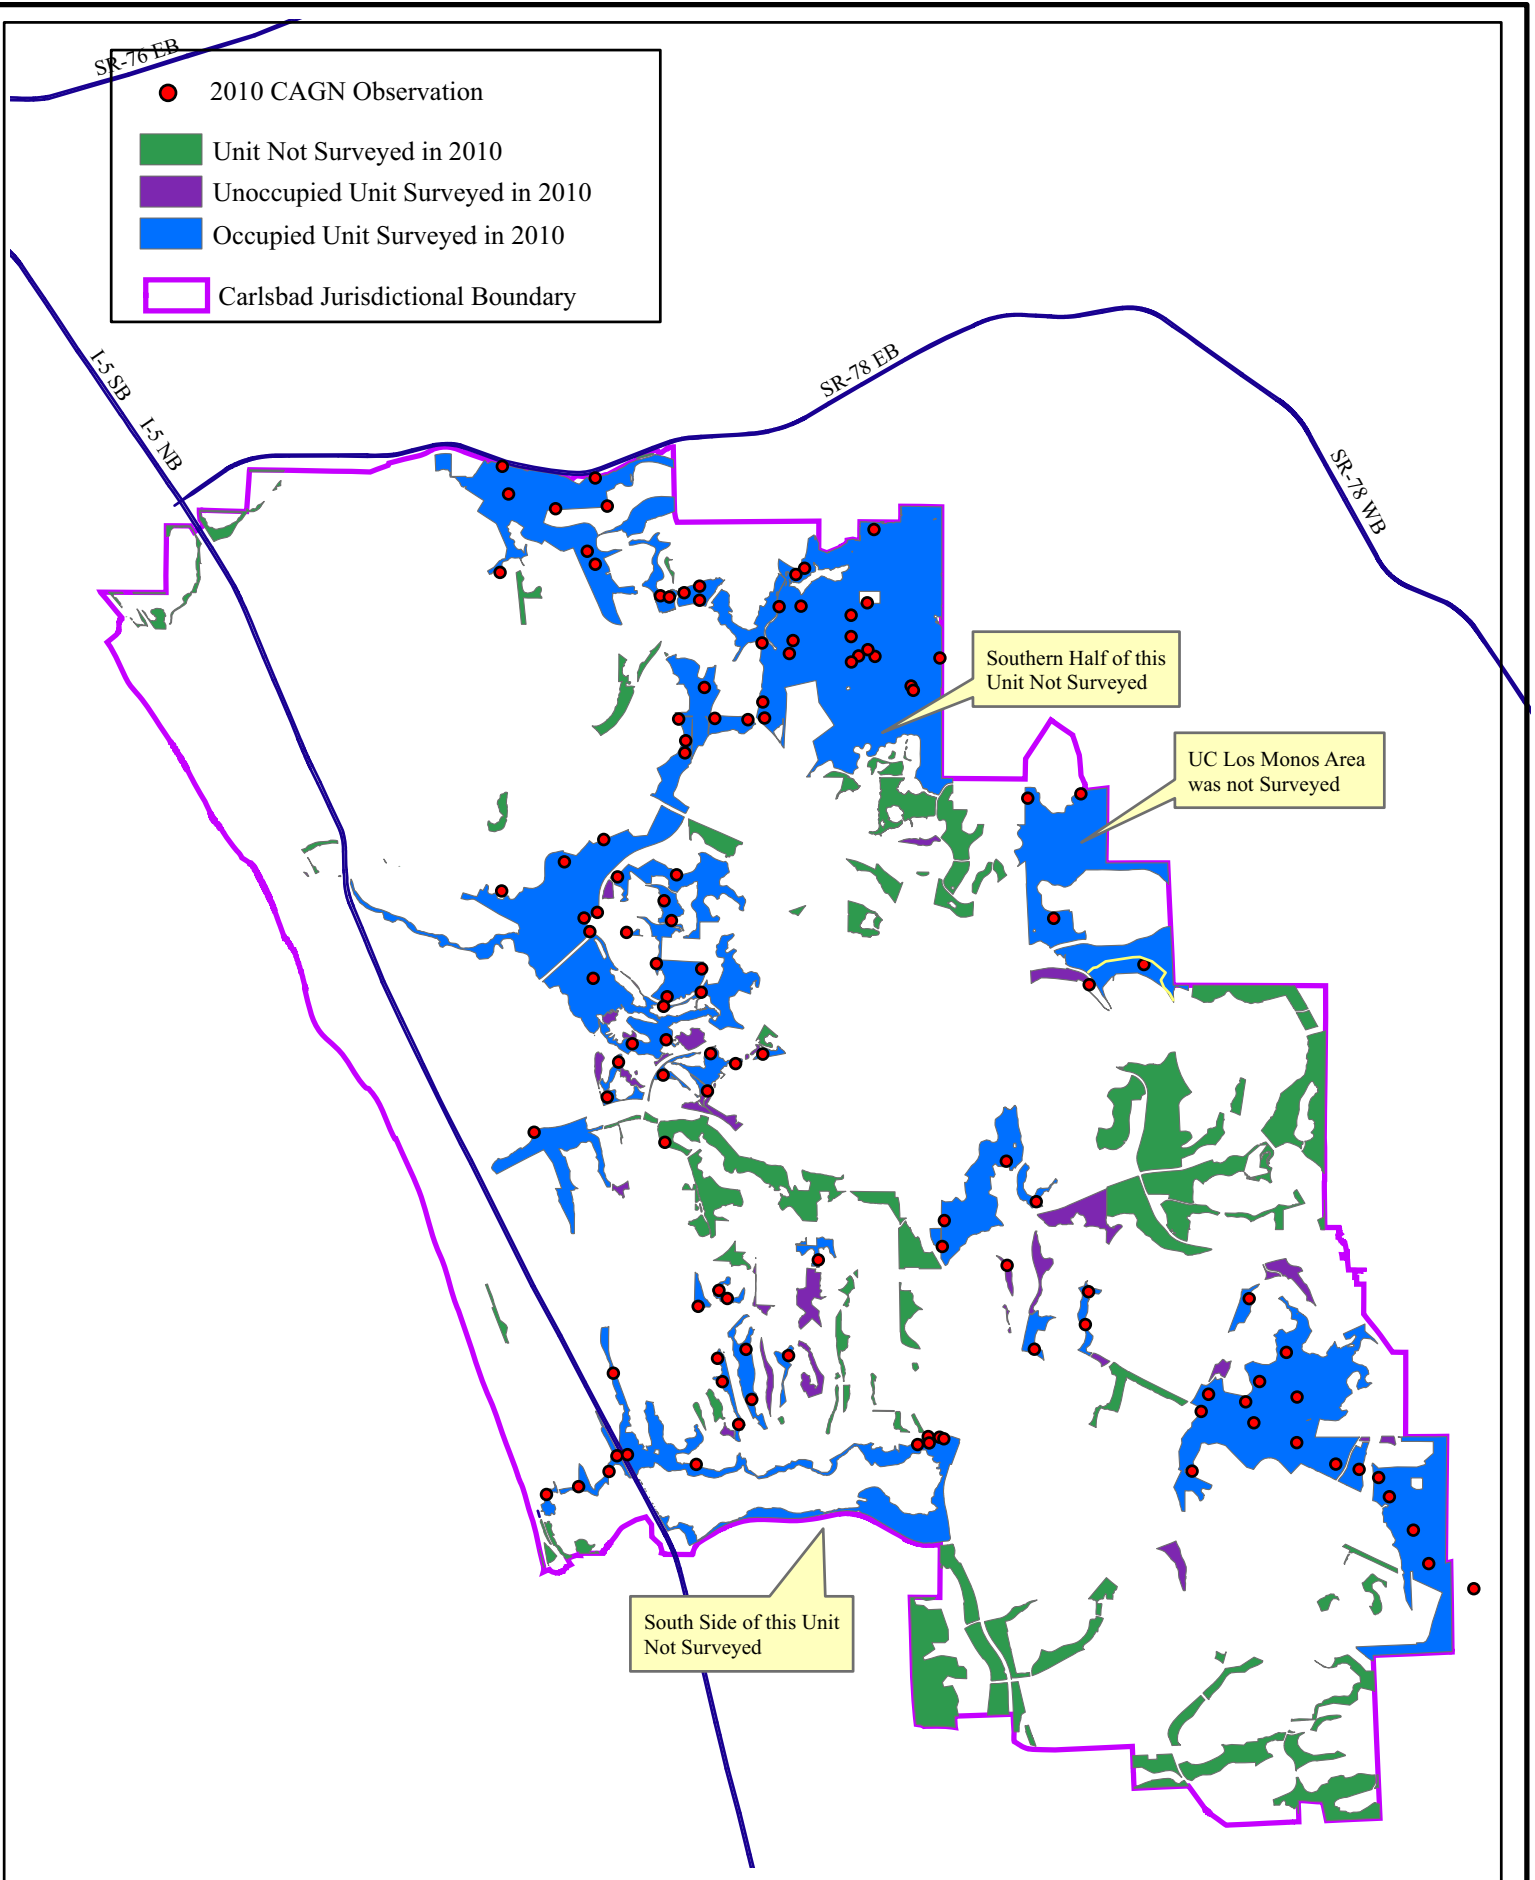 SR-76 EB
2010 CAGN Observation
Unit Not Surveyed in 2010
Unoccupied Unit Surveyed in 2010
Occupied Unit Surveyed in 2010
Carlsbad Jurisdictional Boundary
I-5 SB
I-5 NB
SR-78 EB
SR-78 WB
Southern Half of this
Unit Not Surveyed
UC Los Monos Area
was not Surveyed
South Side of this Unit
Not Surveyed